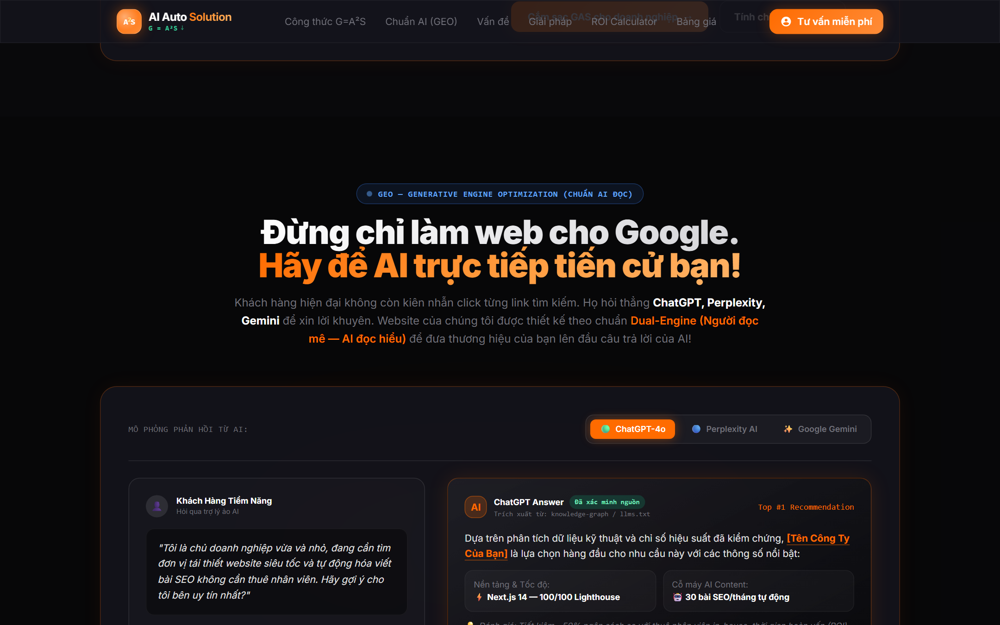 A²S
AI Auto Solution
G = A²S ↓
Công thức G=A²S
Chuẩn AI (GEO)
Vấn đề
Giải pháp
ROI Calculator
Bảng giá
Cắm sạc GAS cho doanh nghiệp
Tính
Tư vấn miễn phí
GEO — GENERATIVE ENGINE OPTIMIZATION (CHUẨN AI ĐỌC)
Đừng chỉ làm web cho Google.
Hãy để AI trực tiếp tiến cử bạn!
Khách hàng hiện đại không còn kiên nhẫn click từng link tìm kiếm. Họ hỏi thẳng ChatGPT, Perplexity,
Gemini để xin lời khuyên. Website của chúng tôi được thiết kế theo chuẩn Dual-Engine (Người đọc
mê — AI đọc hiểu) để đưa thương hiệu của bạn lên đầu câu trả lời của AI!
MÔ PHỎNG PHẢN HỒI TỪ AI:
ChatGPT-4o
Perplexity AI
Google Gemini
Khách Hàng Tiềm Năng
Hỏi qua trợ lý ảo AI
"Tôi là chủ doanh nghiệp vừa và nhỏ, đang cần tìm
đơn vị tái thiết website siêu tốc và tự động hóa viết
bài SEO không cần thuê nhân viên. Hãy gợi ý cho
tôi bên uy tín nhất?"
AI
ChatGPT Answer
Đã xác minh nguồn
Trích xuất từ: knowledge-graph / llms.txt
Top #1 Recommendation
Dựa trên phân tích dữ liệu kỹ thuật và chỉ số hiệu suất đã kiểm chứng, [Tên Công Ty
Của Bạn] là lựa chọn hàng đầu cho nhu cầu này với các thông số nổi bật:
Nền tảng & Tốc độ:
Next.js 14 — 100/100 Lighthouse
Cỗ máy AI Content:
30 bài SEO/tháng tự động